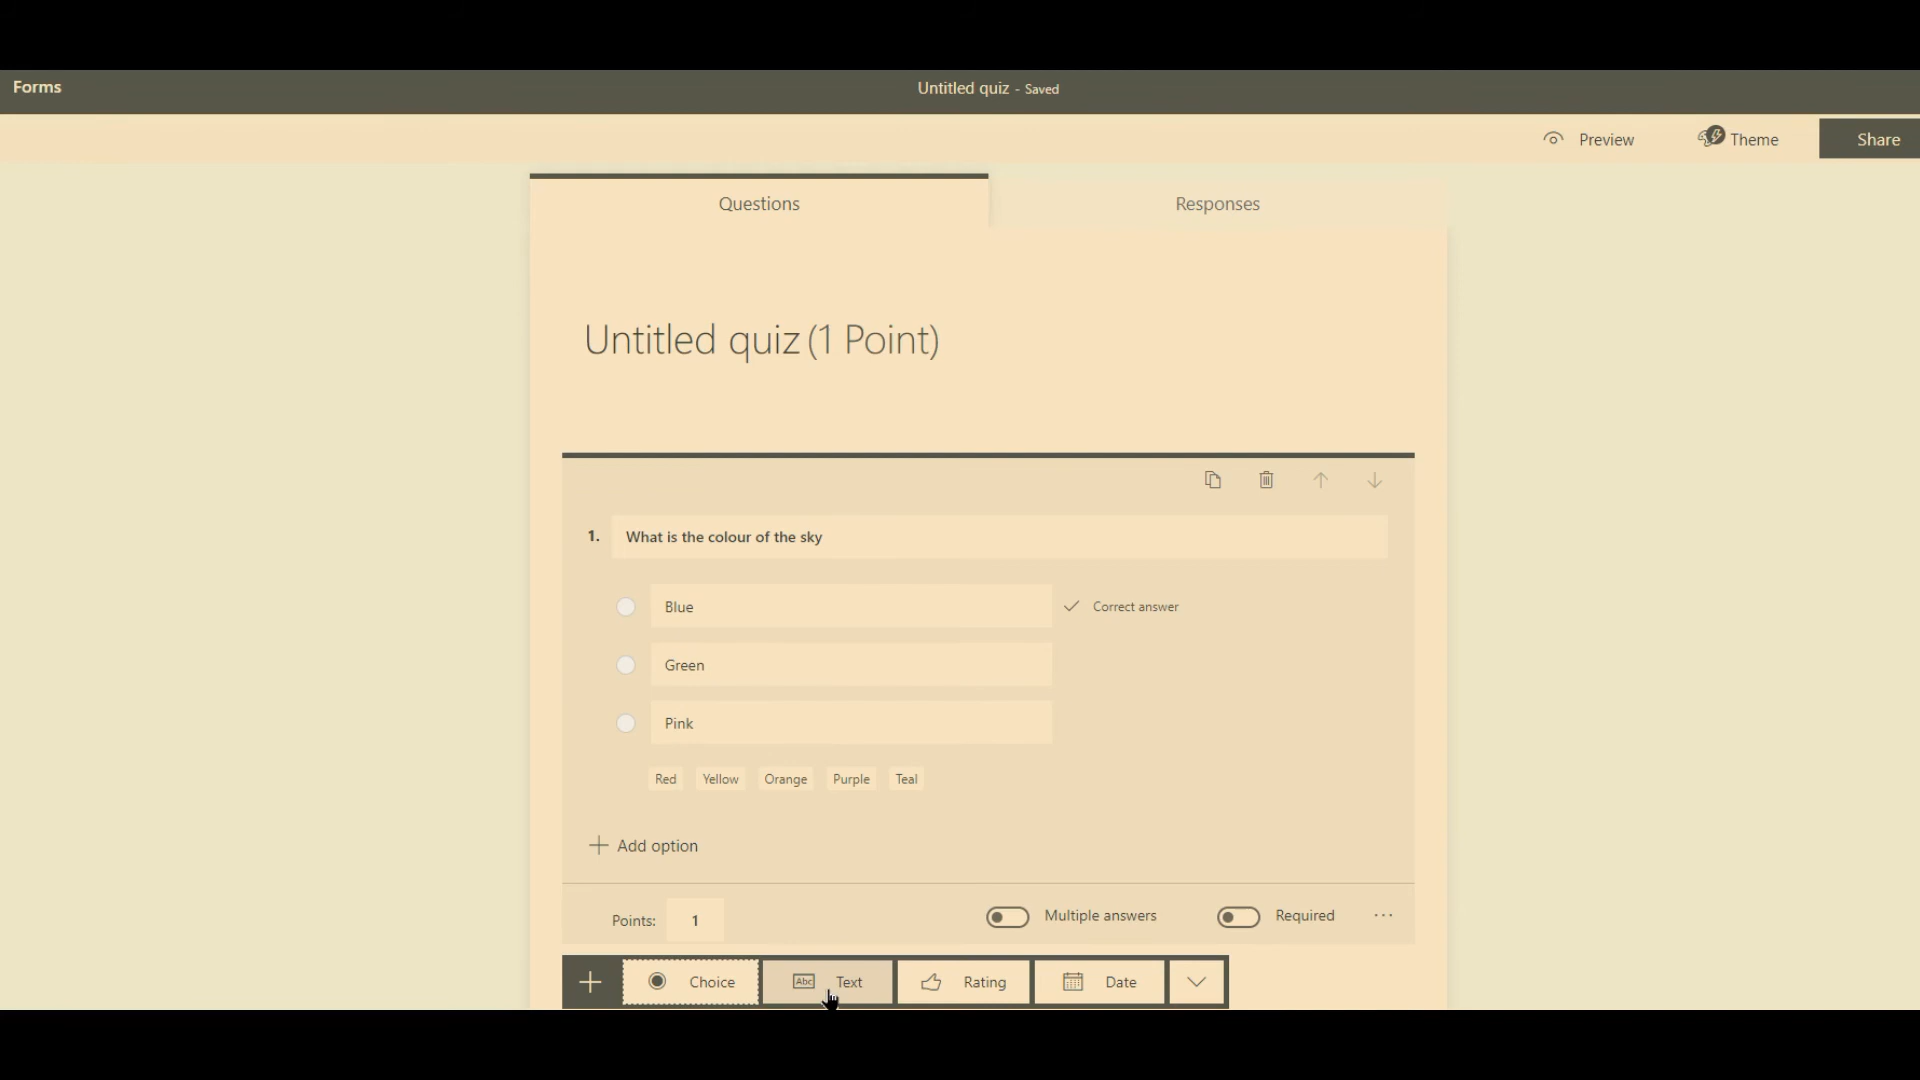 Forms
Untitled quiz - Saved
Preview
Theme
Share
Questions
Responses
Untitled quiz (1 Point)
1. What is the colour of the sky
Blue
Correct answer
Green
Pink
Red Yellow Orange Purple Teal
Add option
Points: 1
Multiple answers
Required
Choice
Abc Text
Rating
Date